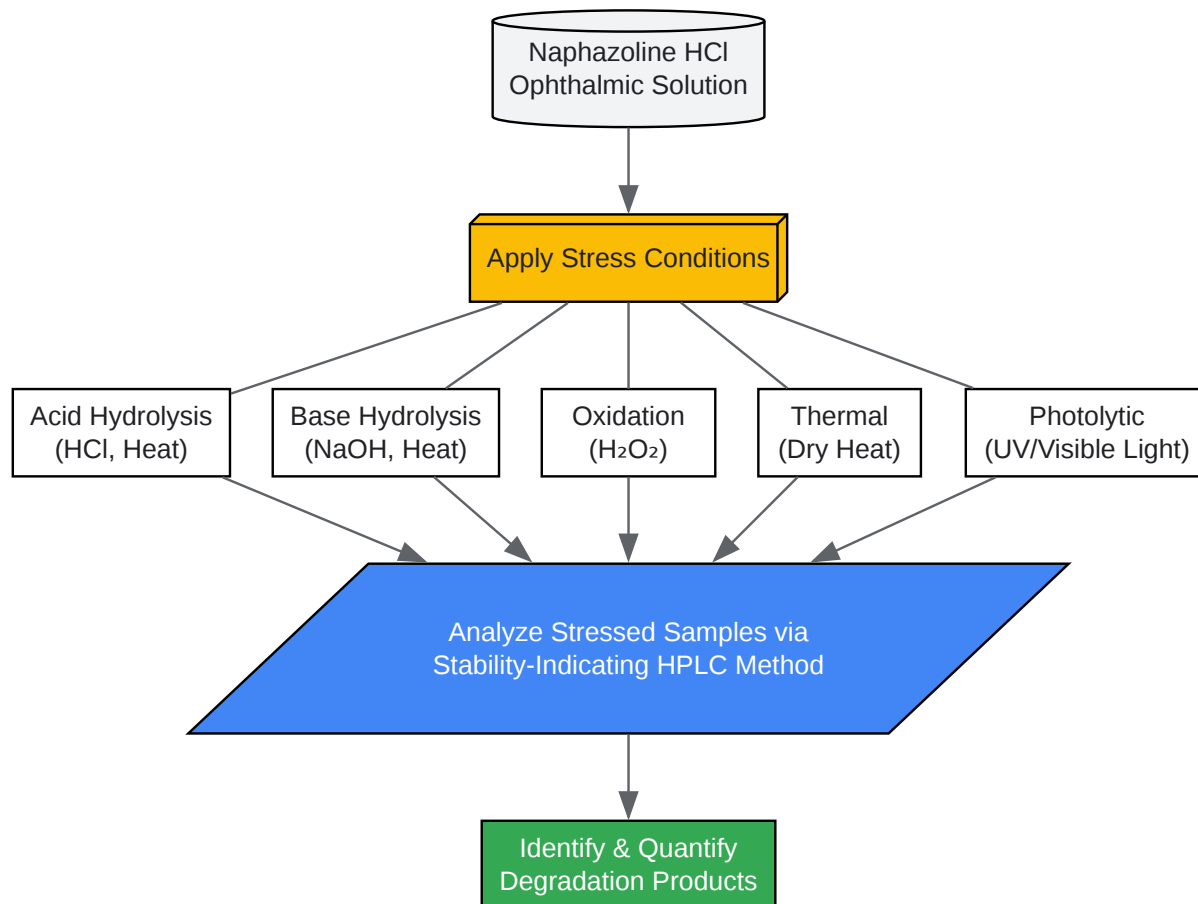 Naphazoline HCl
Ophthalmic Solution
Apply Stress Conditions
Acid Hydrolysis
(HCl, Heat)
Base Hydrolysis
(NaOH, Heat)
Oxidation
(H₂O₂)
Thermal
(Dry Heat)
Photolytic
(UV/Visible Light)
Analyze Stressed Samples via
Stability-Indicating HPLC Method
Identify & Quantify
Degradation Products